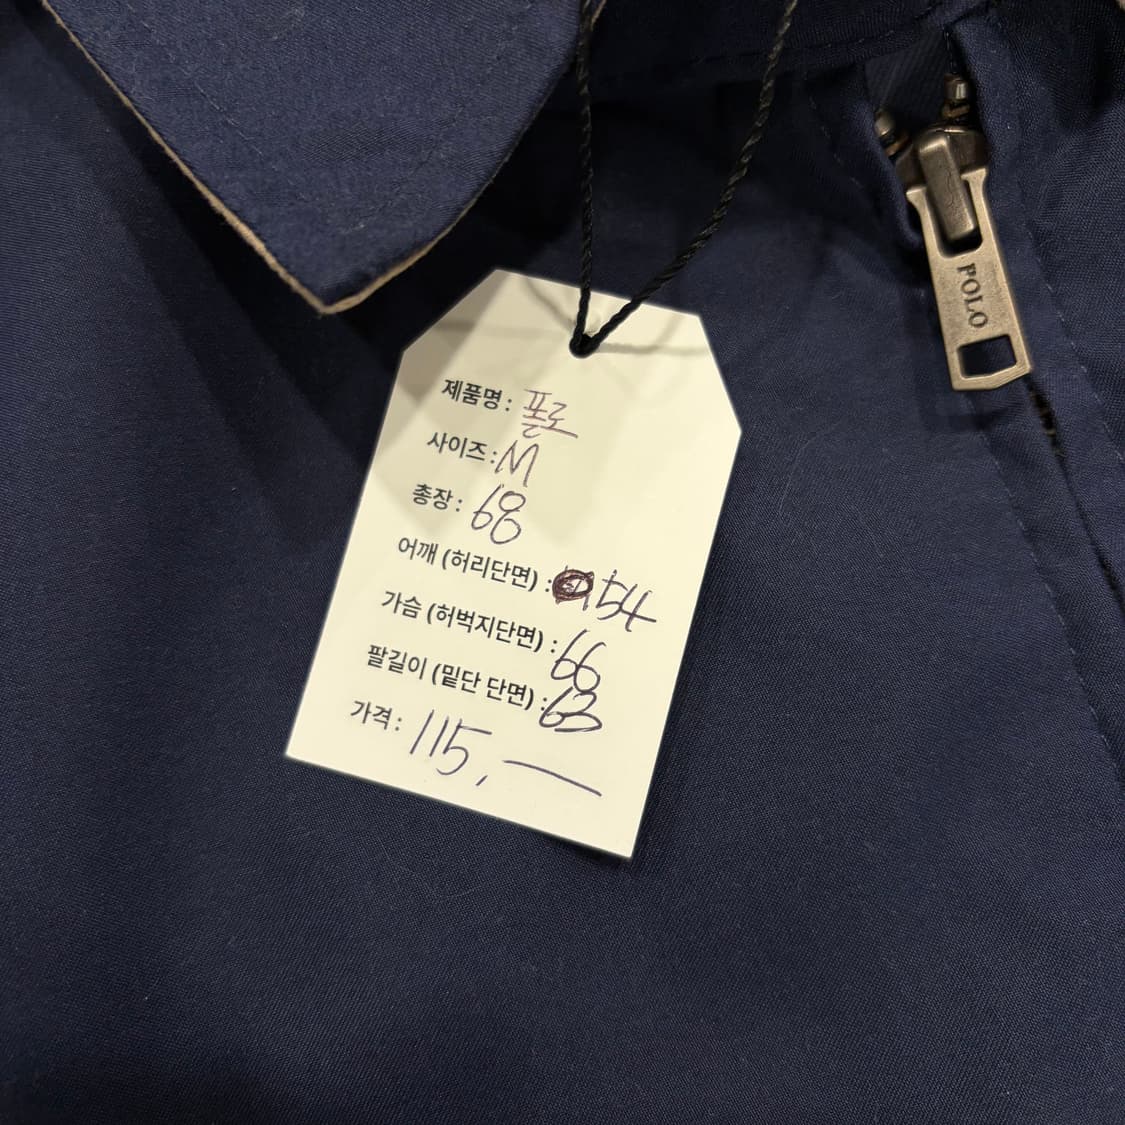 제품명: 폴로
사이즈: M
총장: 68
어깨 (허리단면) : 54
가슴 (허벅지단면) : 66
팔길이 (밑단 단면) : 63
가격: 115,—
POLO